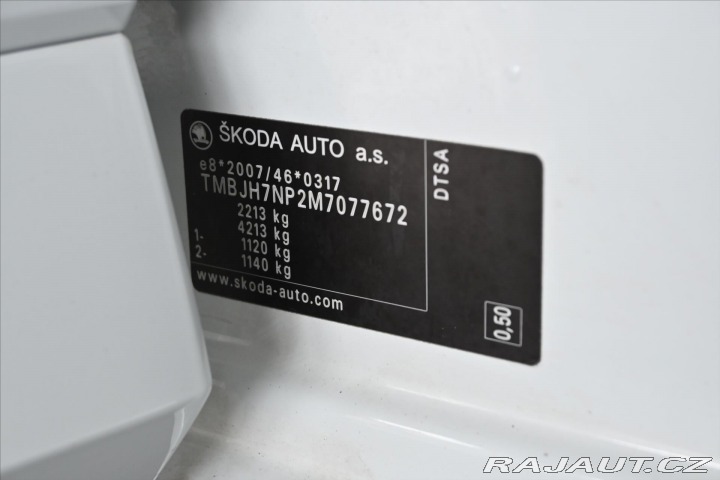 ŠKODA AUTO a.s.
e8*2007/46*0317
TMBJH7NP2M7077672
2213 kg
4213 kg
1- 1120 kg
2- 1140 kg
www.skoda-auto.com
DTSA
0,50
RAJAUT.CZ